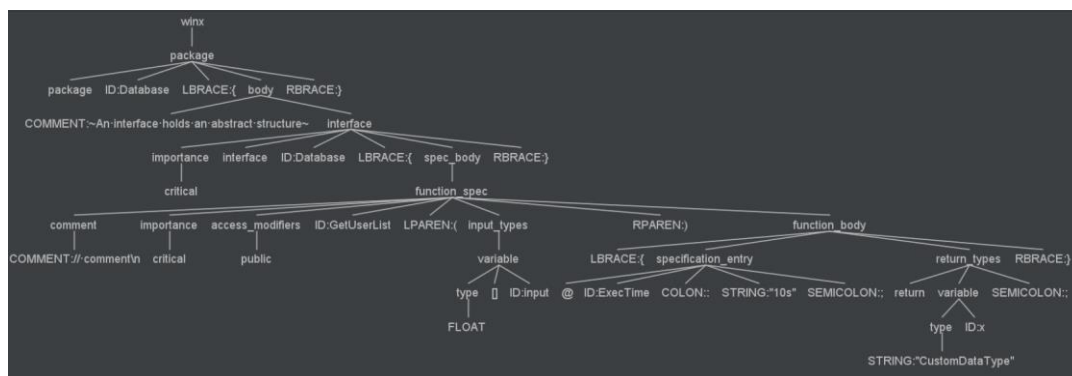 winx
package
package ID:Database LBRACE:{ body RBRACE:}
COMMENT:~An·interface·holds·an·abstract·structure~ interface
importance interface ID:Database LBRACE:{ spec_body RBRACE:}
critical function_spec
comment importance access_modifiers ID:GetUserList LPAREN:( input_types RPAREN:) function_body
COMMENT://·comment\n critical public variable LBRACE:{ specification_entry return_types RBRACE:}
type [] ID:input @ ID:ExecTime COLON:: STRING:"10s" SEMICOLON:; return variable SEMICOLON:;
FLOAT type ID:x
STRING:"CustomDataType"